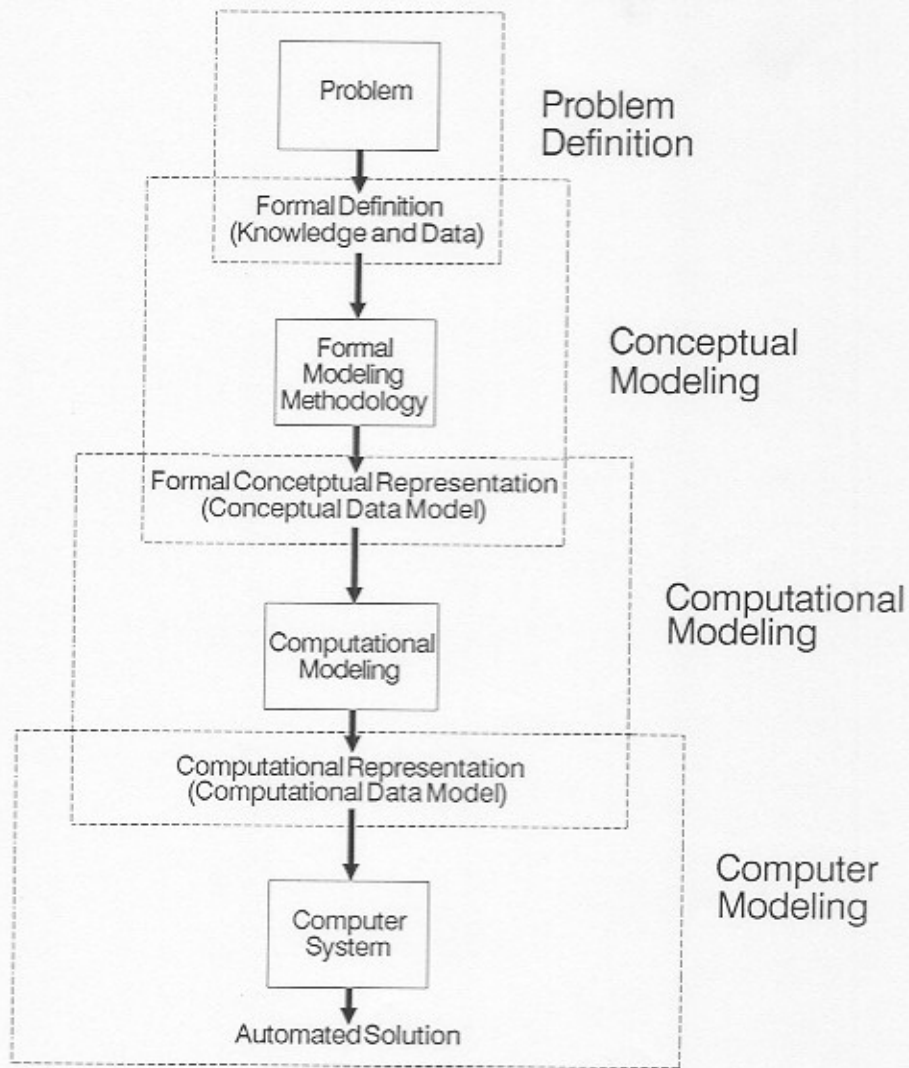 Problem
Problem
Definition
Formal Definition
(Knowledge and Data)
Formal
Modeling
Methodology
Conceptual
Modeling
Formal Concetptual Representation
(Conceptual Data Model)
Computational
Modeling
Computational
Modeling
Computational Representation
(Computational Data Model)
Computer
System
Computer
Modeling
Automated Solution